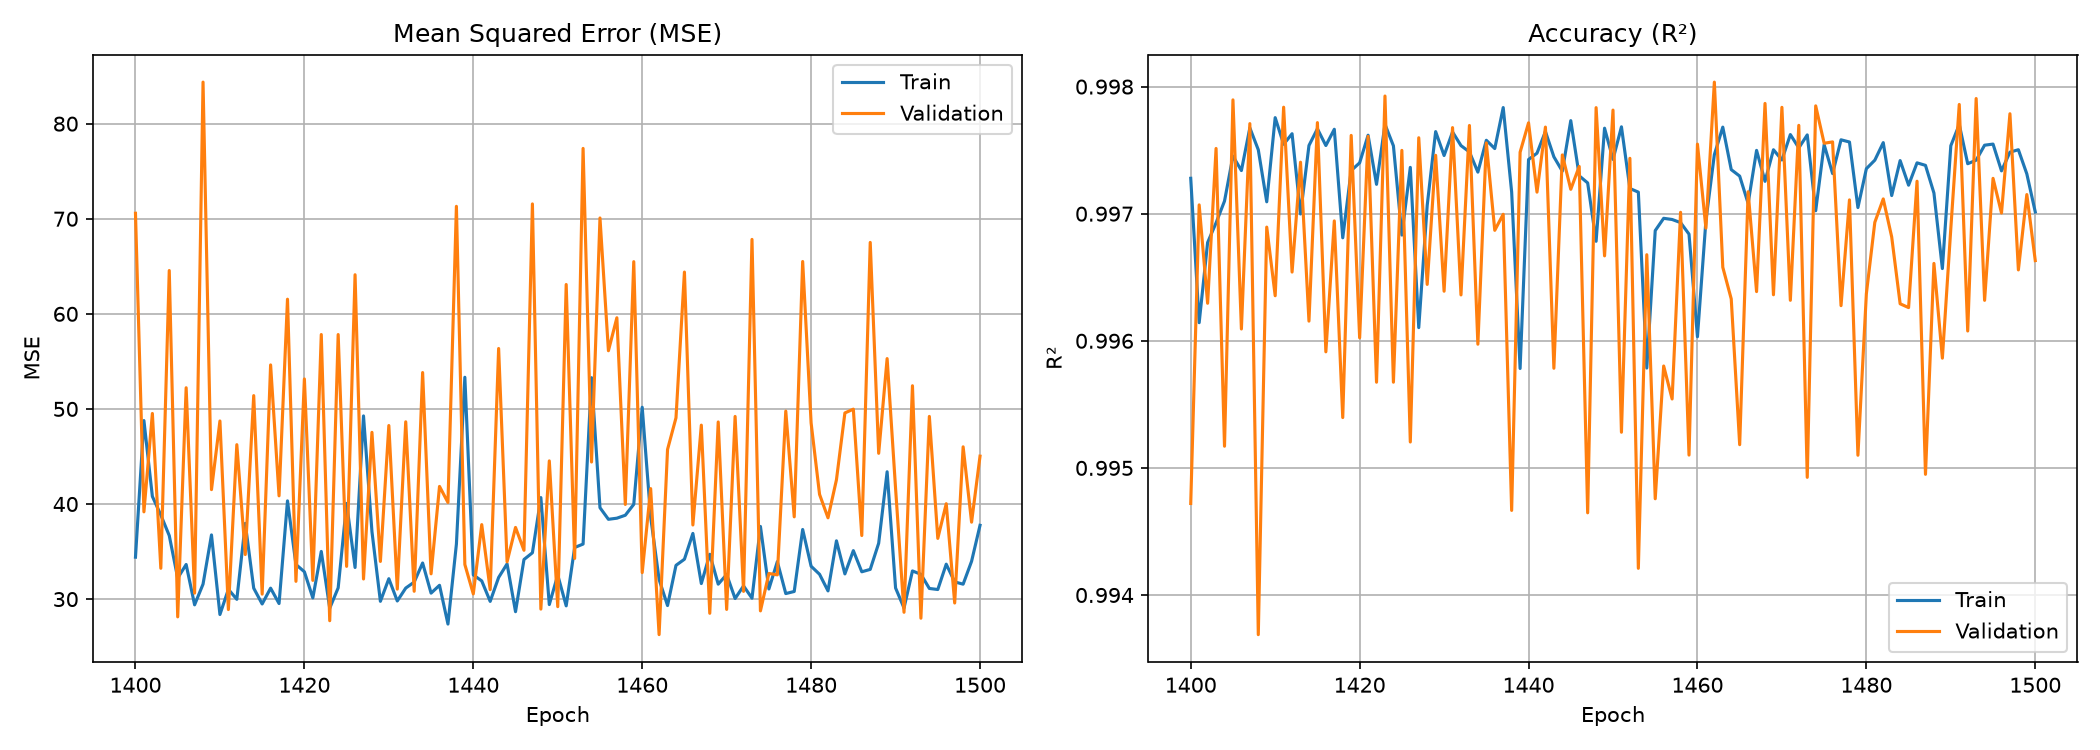 Mean Squared Error (MSE)
Train
Validation
80
70
60
50
40
30
MSE
1400 1420 1440 1460 1480 1500
Epoch
Accuracy (R²)
0.998
0.997
0.996
0.995
0.994
R²
Train
Validation
1400 1420 1440 1460 1480 1500
Epoch